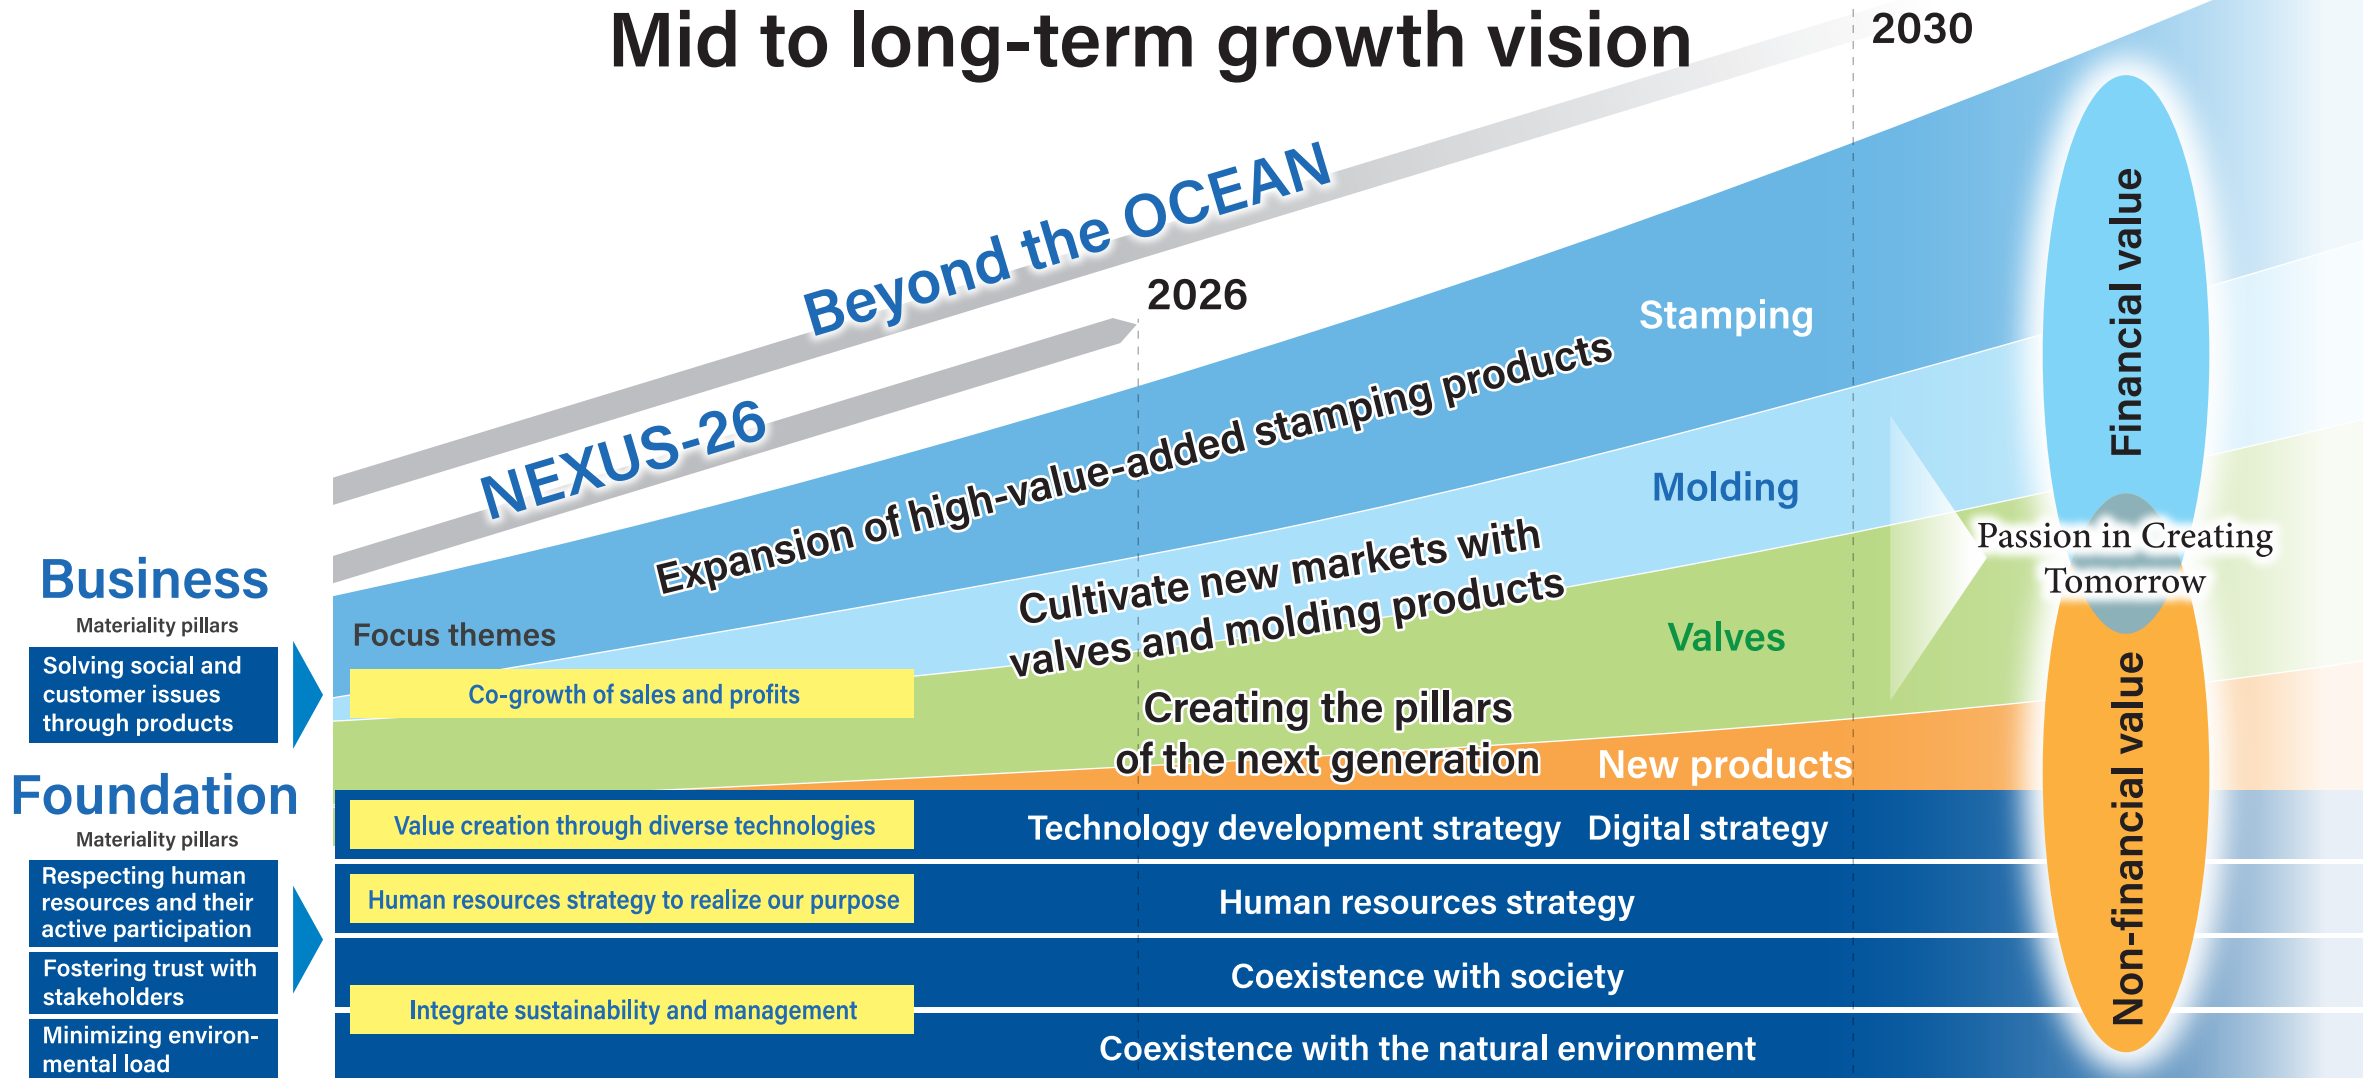 Mid to long-term growth vision
2030
Beyond the OCEAN
2026
NEXUS-26
Stamping
Expansion of high-value-added stamping products
Molding
Cultivate new markets with
valves and molding products
Valves
Creating the pillars
of the next generation
New products
Business
Materiality pillars
Solving social and
customer issues
through products
Focus themes
Co-growth of sales and profits
Foundation
Materiality pillars
Respecting human
resources and their
active participation
Fostering trust with
stakeholders
Minimizing environ-
mental load
Value creation through diverse technologies
Technology development strategy Digital strategy
Human resources strategy to realize our purpose
Human resources strategy
Coexistence with society
Integrate sustainability and management
Coexistence with the natural environment
Financial value
Passion in Creating
Tomorrow
Non-financial value